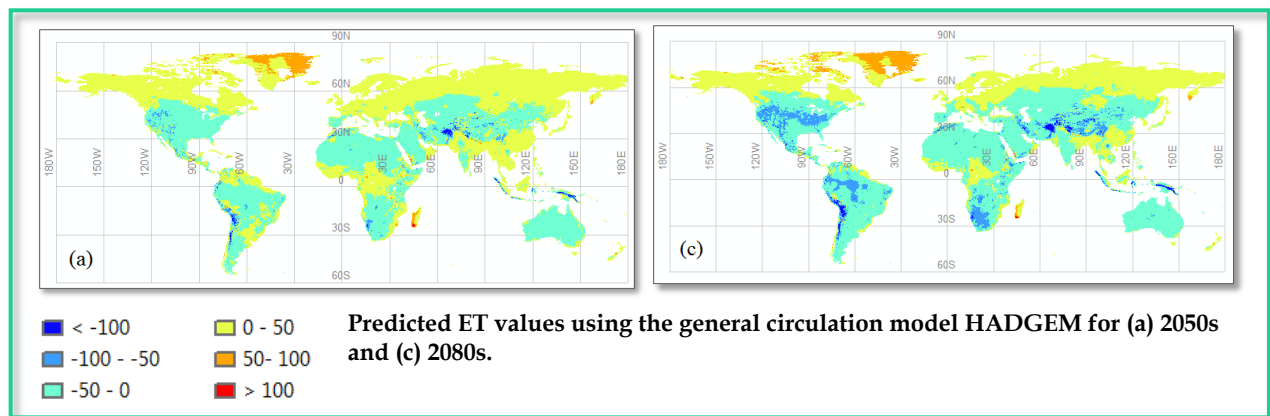 90N
60N
30N
0
30S
60S
180W
150W
120W
90W
60W
30W
30E
60E
90E
120E
150E
180E
(a)
90N
60N
30N
0
30S
60S
180W
150W
120W
90W
60W
30W
30E
60E
90E
120E
150E
180E
(c)
< -100
-100 - -50
-50 - 0
0 - 50
50- 100
> 100
Predicted ET values using the general circulation model HADGEM for (a) 2050s
and (c) 2080s.